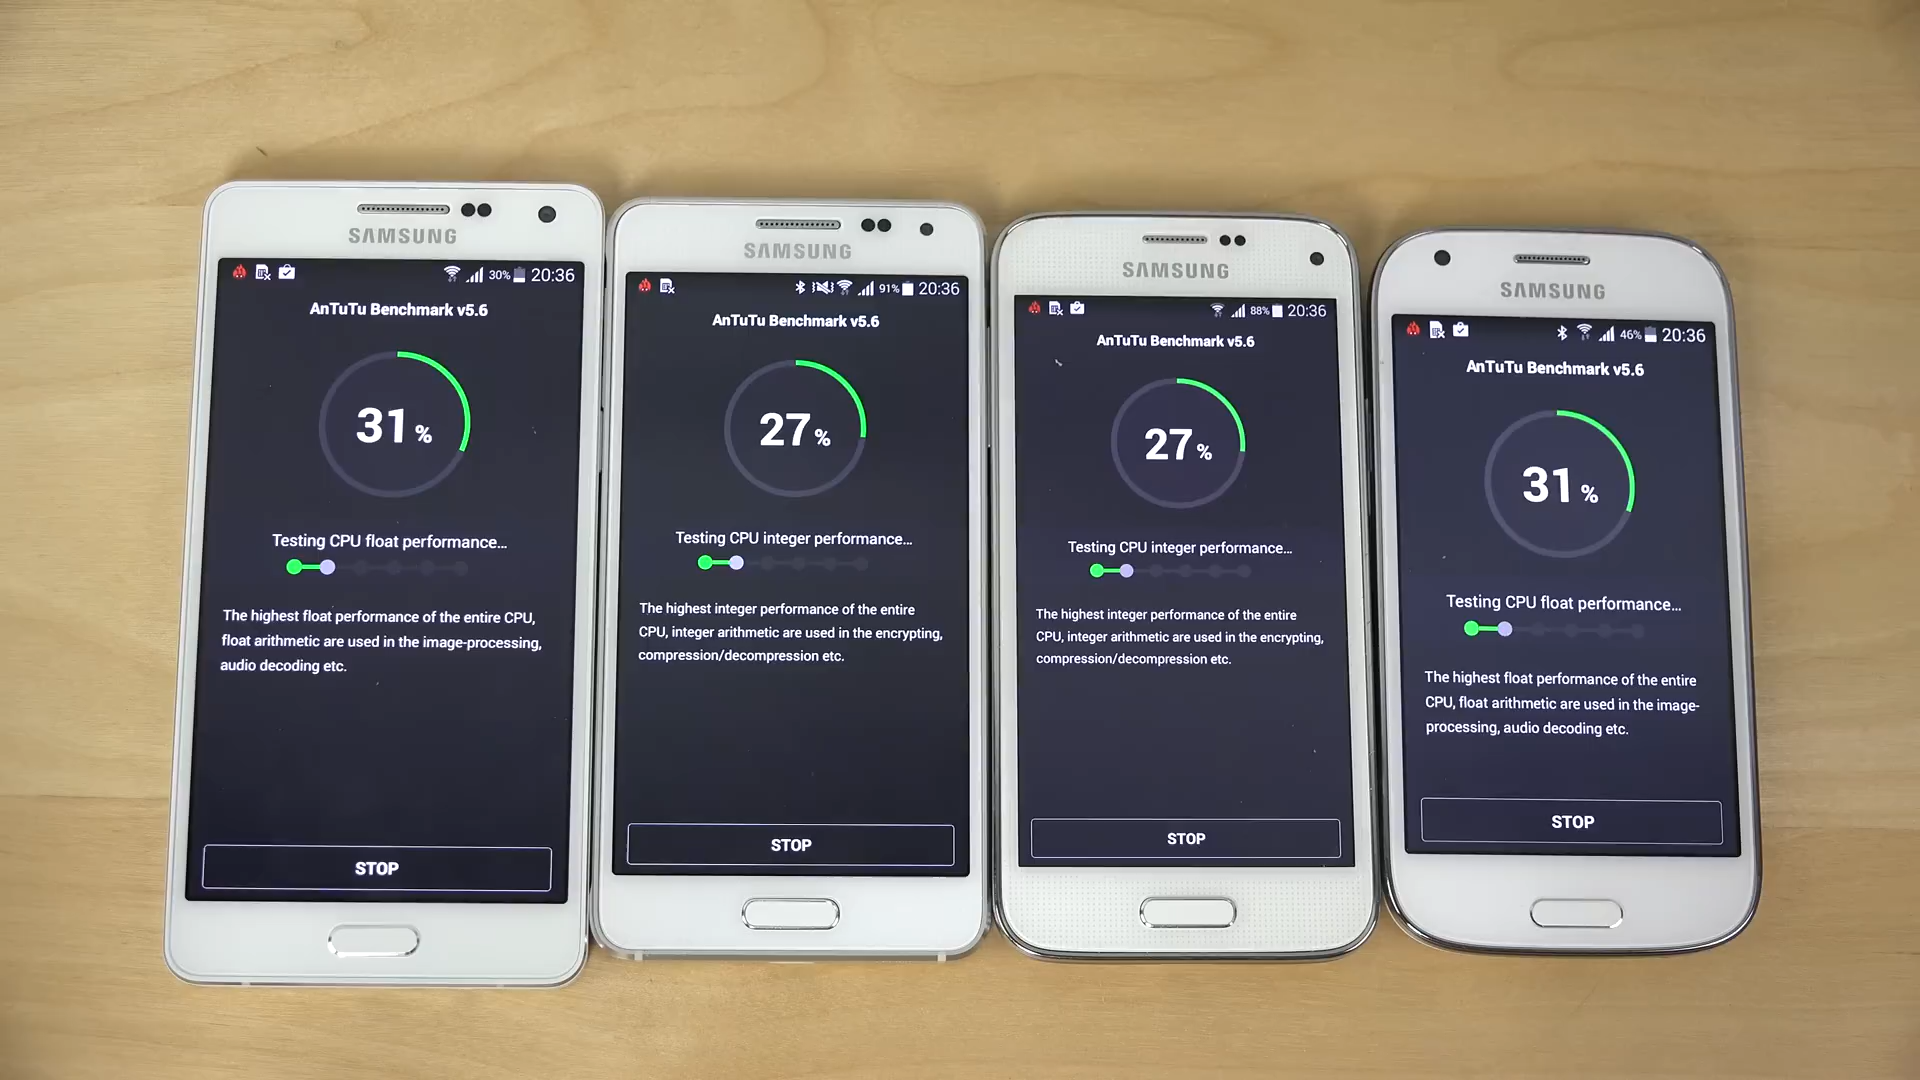 SAMSUNG
30% 20:36
AnTuTu Benchmark v5.6
31 %
Testing CPU float performance...
The highest float performance of the entire CPU,
float arithmetic are used in the image-processing,
audio decoding etc.
STOP
SAMSUNG
91% 20:36
AnTuTu Benchmark v5.6
27 %
Testing CPU integer performance...
The highest integer performance of the entire
CPU, integer arithmetic are used in the encrypting,
compression/decompression etc.
STOP
SAMSUNG
88% 20:36
AnTuTu Benchmark v5.6
27 %
Testing CPU integer performance...
The highest integer performance of the entire
CPU, integer arithmetic are used in the encrypting,
compression/decompression etc.
STOP
SAMSUNG
46% 20:36
AnTuTu Benchmark v5.6
31 %
Testing CPU float performance...
The highest float performance of the entire
CPU, float arithmetic are used in the image-
processing, audio decoding etc.
STOP